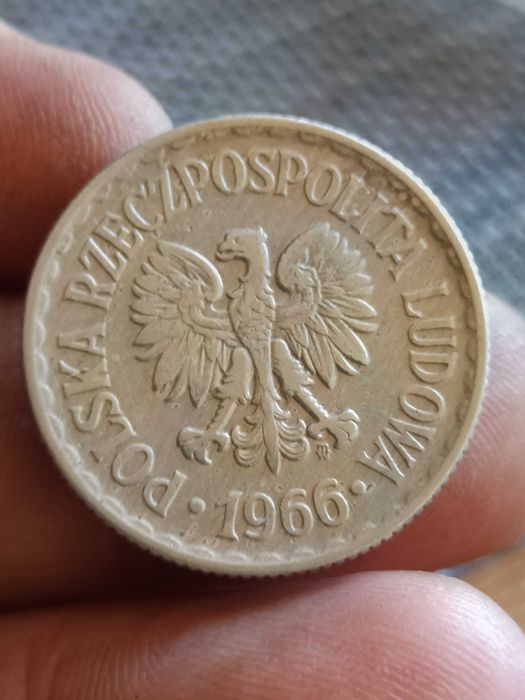 POLSKA RZECZPOSPOLITA LUDOWA
· 1966 ·